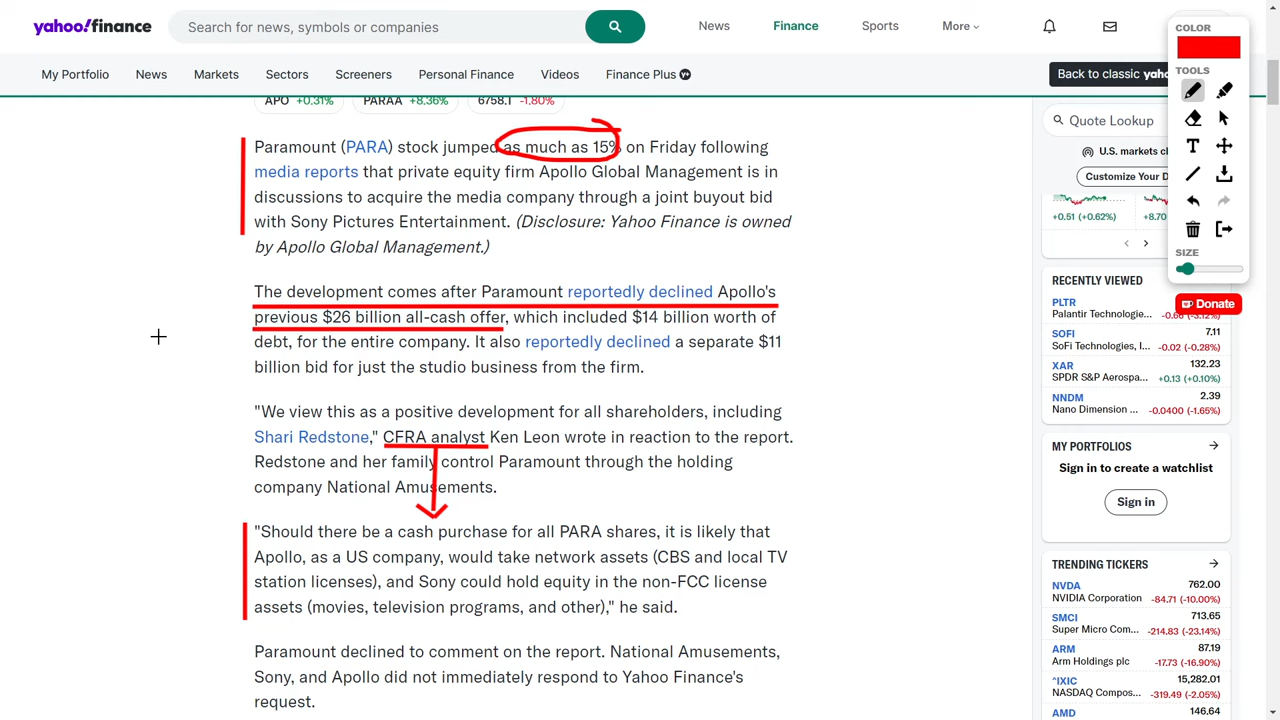 yahoo!finance
Search for news, symbols or companies
News
Finance
Sports
More
My Portfolio
News
Markets
Sectors
Screeners
Personal Finance
Videos
Finance Plus
Back to classic
COLOR
TOOLS
SIZE
Donate
APO +0.31%
PARAA +8.36%
6758.T -1.80%
Paramount (PARA) stock jumped as much as 15% on Friday following
media reports that private equity firm Apollo Global Management is in
discussions to acquire the media company through a joint buyout bid
with Sony Pictures Entertainment. (Disclosure: Yahoo Finance is owned
by Apollo Global Management.)
The development comes after Paramount reportedly declined Apollo's
previous $26 billion all-cash offer, which included $14 billion worth of
debt, for the entire company. It also reportedly declined a separate $11
billion bid for just the studio business from the firm.
"We view this as a positive development for all shareholders, including
Shari Redstone," CFRA analyst Ken Leon wrote in reaction to the report.
Redstone and her family control Paramount through the holding
company National Amusements.
"Should there be a cash purchase for all PARA shares, it is likely that
Apollo, as a US company, would take network assets (CBS and local TV
station licenses), and Sony could hold equity in the non-FCC license
assets (movies, television programs, and other)," he said.
Paramount declined to comment on the report. National Amusements,
Sony, and Apollo did not immediately respond to Yahoo Finance's
request.
Quote Lookup
U.S. markets
Customize Your
+0.51 (+0.62%)
+8.70
RECENTLY VIEWED
PLTR
Palantir Technologie...
-0.66 (-3.12%)
SOFI 7.11
SoFi Technologies, I... -0.02 (-0.28%)
XAR 132.23
SPDR S&P Aerospa... +0.13 (+0.10%)
NNDM 2.39
Nano Dimension ... -0.0400 (-1.65%)
MY PORTFOLIOS
Sign in to create a watchlist
Sign in
TRENDING TICKERS
NVDA 762.00
NVIDIA Corporation -84.71 (-10.00%)
SMCI 713.65
Super Micro Com... -214.83 (-23.14%)
ARM 87.19
Arm Holdings plc -17.73 (-16.90%)
^IXIC 15,282.01
NASDAQ Compos... -319.49 (-2.05%)
AMD 146.64